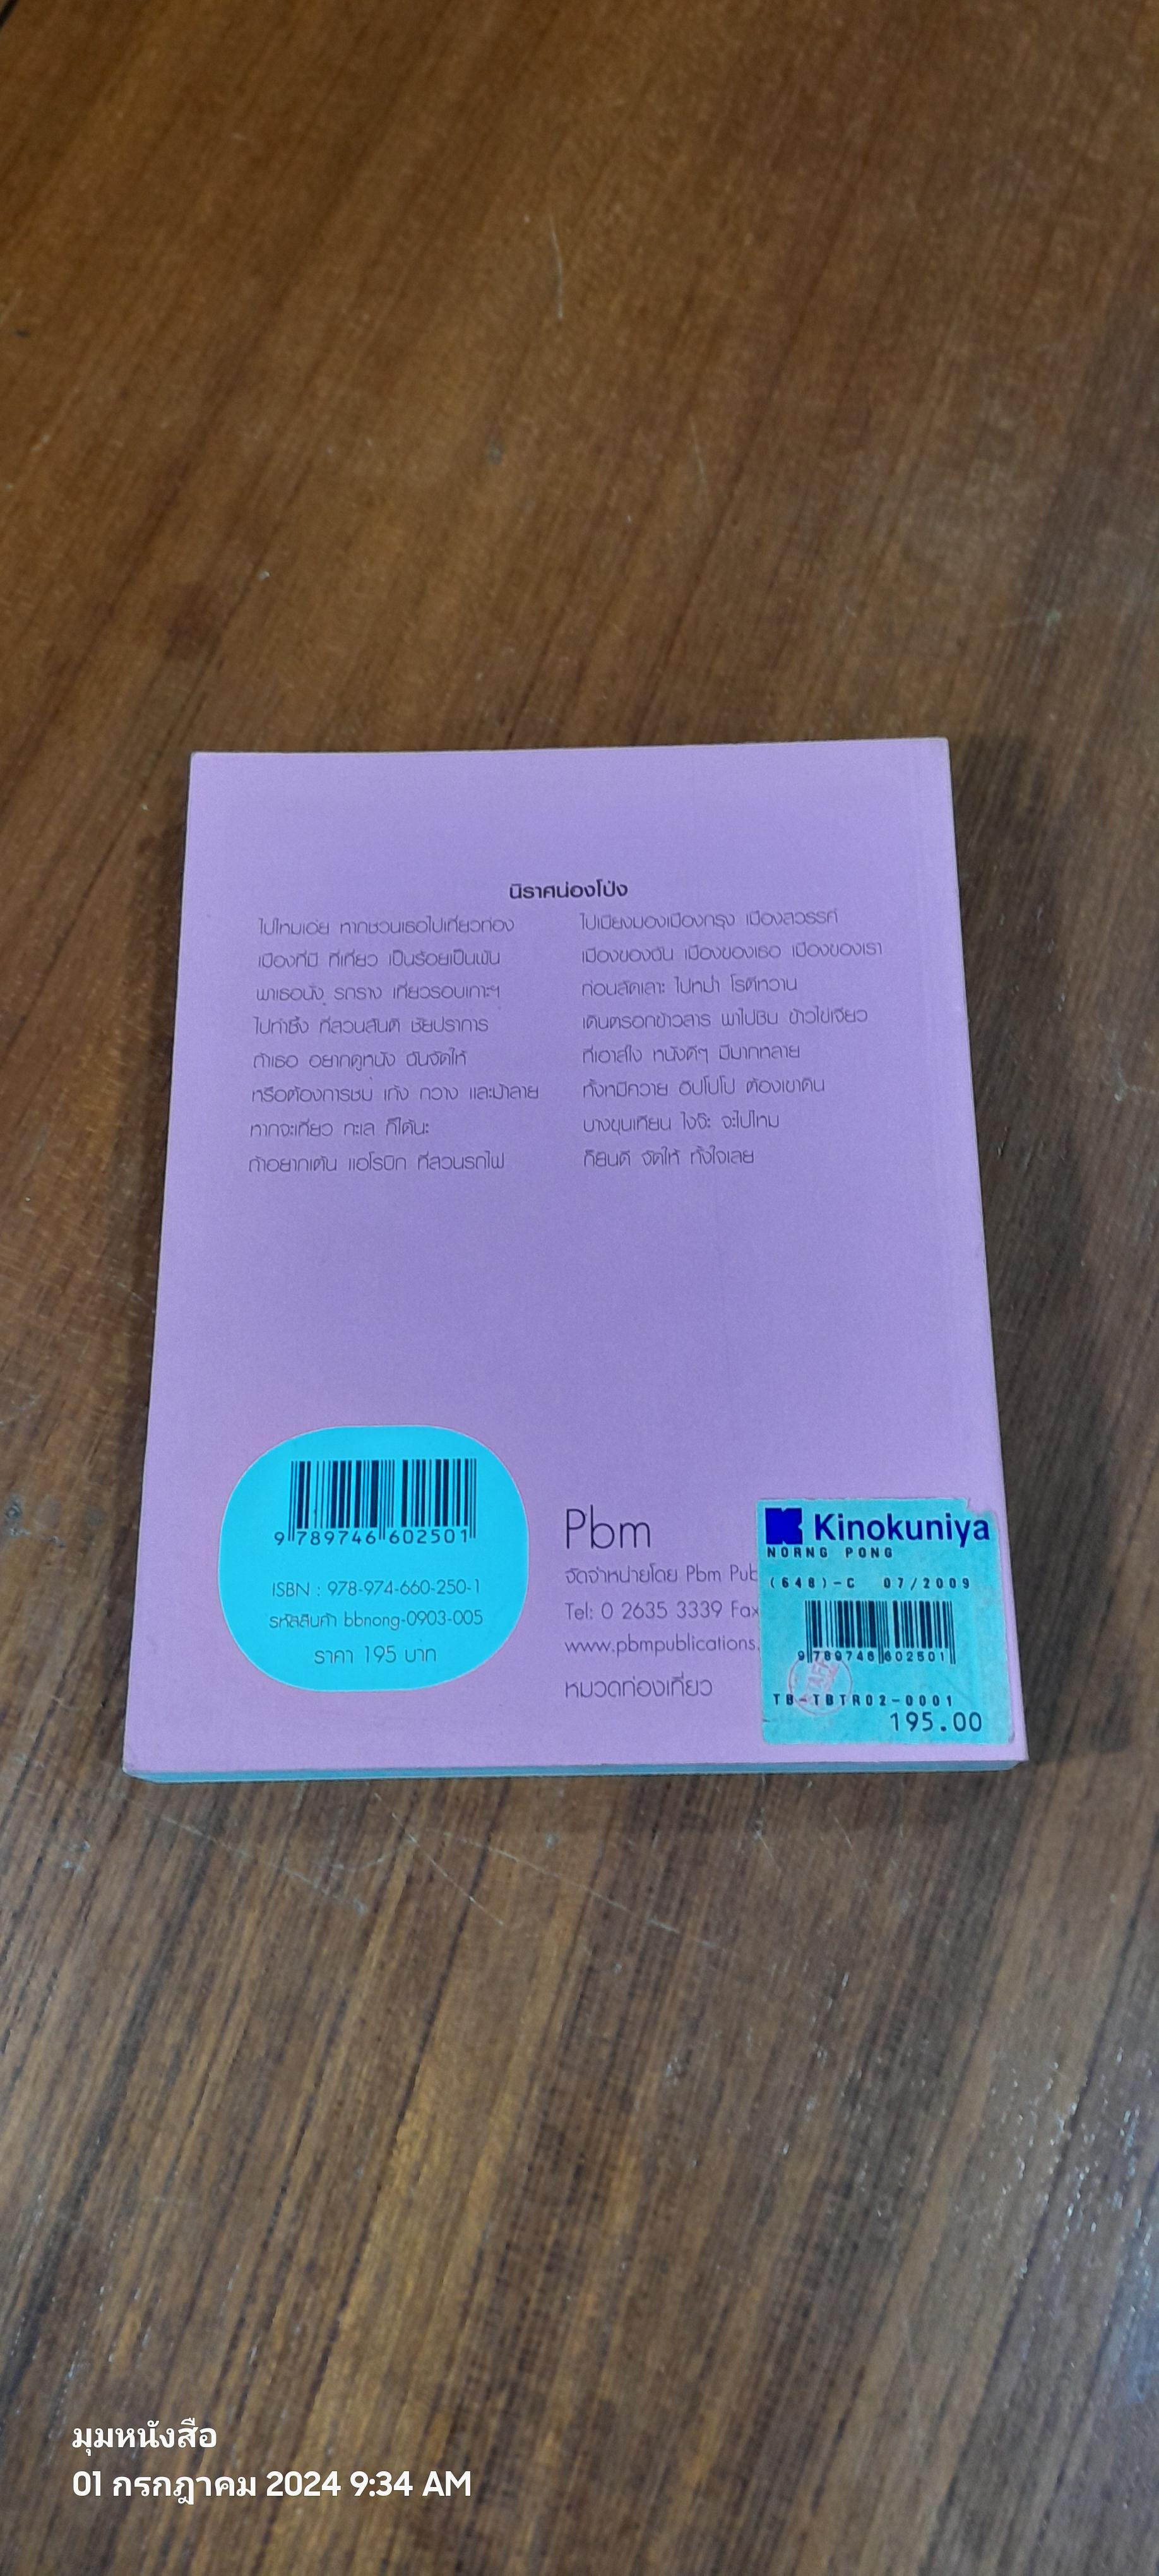 นิราศน่องโป่ง
ไปไหมเอ่ย หากชวนเธอไปเที่ยวท่อง
เมืองที่มี ที่เที่ยว เป็นร้อยเป็นพัน
พาเธอนั่ง รถราง เที่ยวรอบเกาะฯ
ไปทำซึ้ง ที่สวนสันติ ชัยปราการ
ถ้าเธอ อยากดูหนัง ฉันจัดให้
หรือต้องการชม เก้ง กวาง และม้าลาย
หากจะเที่ยว ทะเล ก็ได้นะ
ถ้าอยากเต้น แอโรบิก ที่สวนรถไฟ
ไปเมียงมองเมืองกรุง เมืองสวรรค์
เมืองของฉัน เมืองของเธอ เมืองของเรา
ก่อนลัดเลาะ ไปหม่ำ โรตีหวาน
เดินตรอกข้าวสาร พาไปชิม ข้าวไข่เจียว
ที่เฮาส์ไง หนังดีๆ มีมากหลาย
ทั้งหมีควาย ฮิปโปโป ต้องเขาดิน
บางขุนเทียน ไงจ๊ะ จะไปไหม
ก็ยินดี จัดให้ ทั้งใจเลย
9 789746 602501
ISBN : 978-974-660-250-1
รหัสสินค้า bbnong-0903-005
ราคา 195 บาท
Pbm
จัดจำหน่ายโดย Pbm Pub
Tel: 0 2635 3339 Fax
www.pbmpublications.
หมวดท่องเที่ยว
Kinokuniya
NORNG PONG
(648)-C 07/2009
9 789746 602501
TB-TBTR02-0001
195.00
มุมหนังสือ
01 กรกฎาคม 2024 9:34 AM